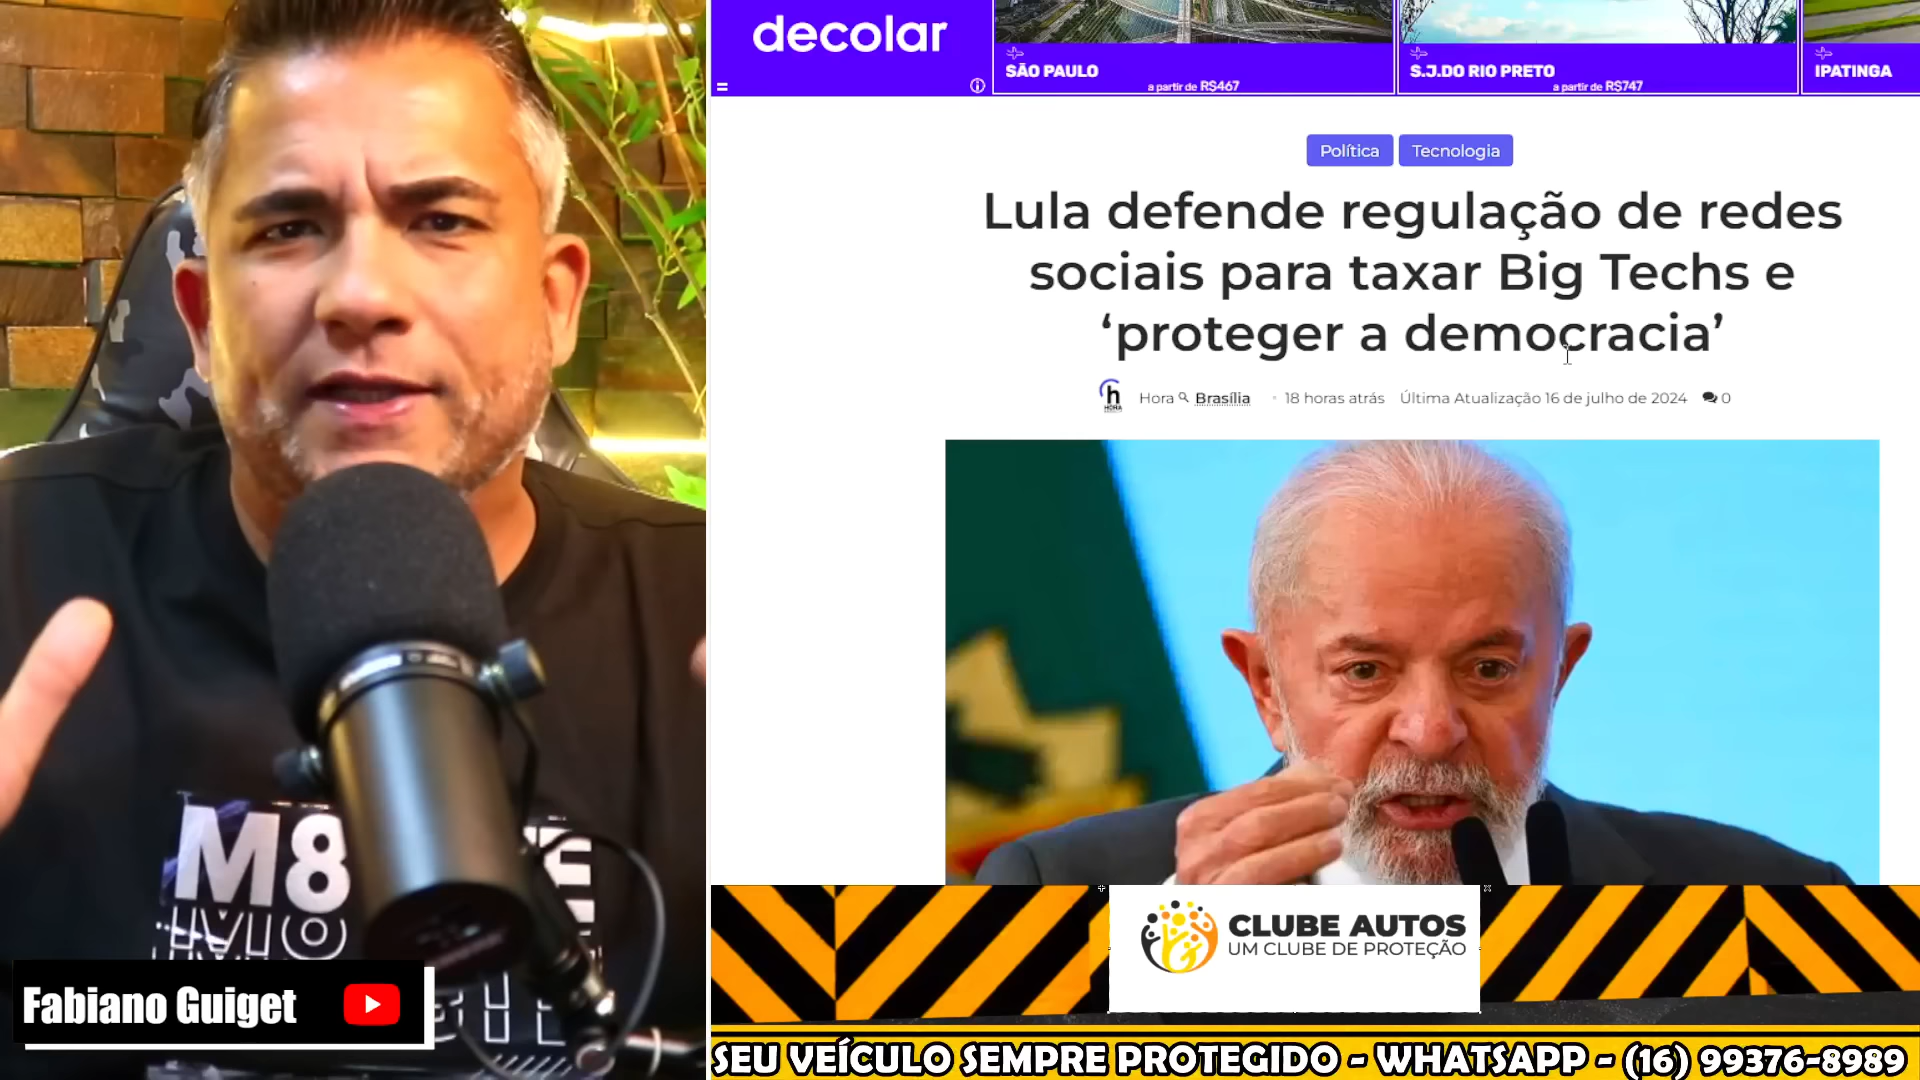 decolar
SÃO PAULO
a partir de R$467
S.J.DO RIO PRETO
a partir de R$747
IPATINGA
Política
Tecnologia
Lula defende regulação de redes
sociais para taxar Big Techs e
‘proteger a democracia’
h
HORA
Hora Brasília
18 horas atrás
Última Atualização 16 de julho de 2024
0
M8
Fabiano Guiget
CLUBE AUTOS
UM CLUBE DE PROTEÇÃO
SEU VEÍCULO SEMPRE PROTEGIDO - WHATSAPP - (16) 99376-8989